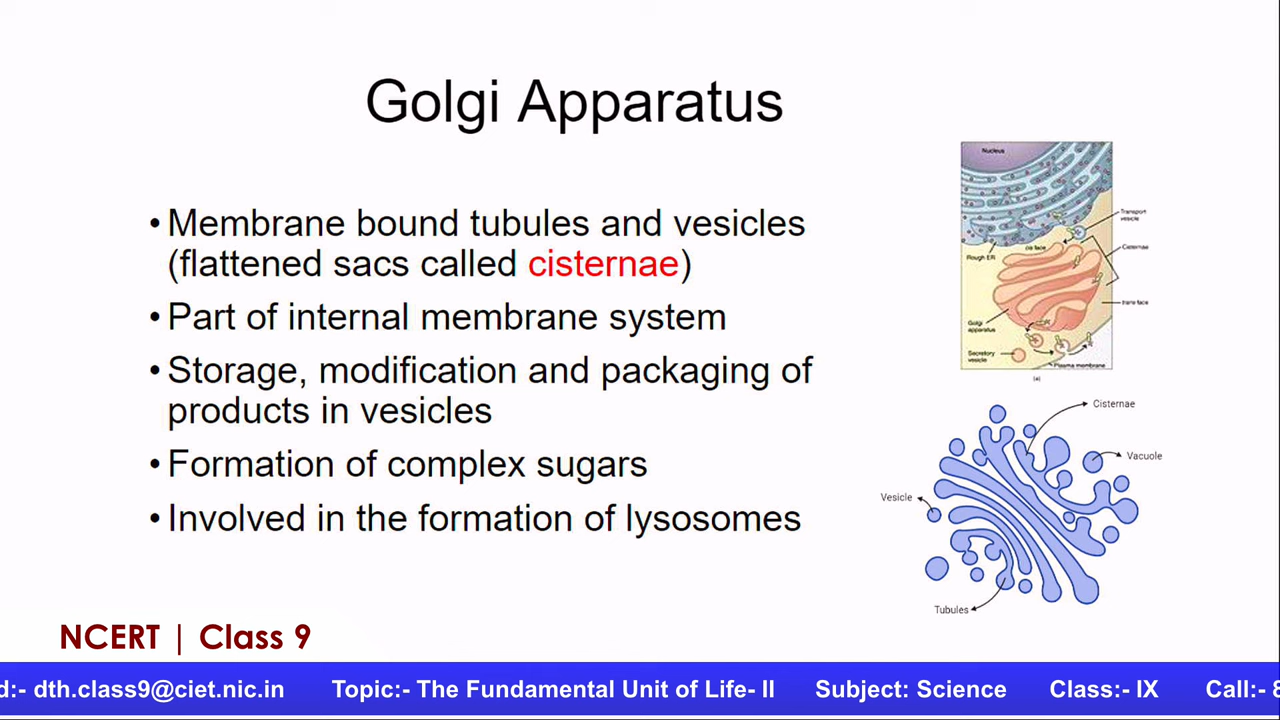 Golgi Apparatus
• Membrane bound tubules and vesicles
(flattened sacs called cisternae)
• Part of internal membrane system
• Storage, modification and packaging of
products in vesicles
• Formation of complex sugars
• Involved in the formation of lysosomes
Nucleus
Transport
vesicle
cis face
Cisternae
Rough ER
trans face
Golgi
apparatus
Secretory
vesicle
Plasma membrane
(a)
Cisternae
Vacuole
Vesicle
Tubules
NCERT | Class 9
d:- dth.class9@ciet.nic.in Topic:- The Fundamental Unit of Life- II Subject: Science Class:- IX Call:- 8